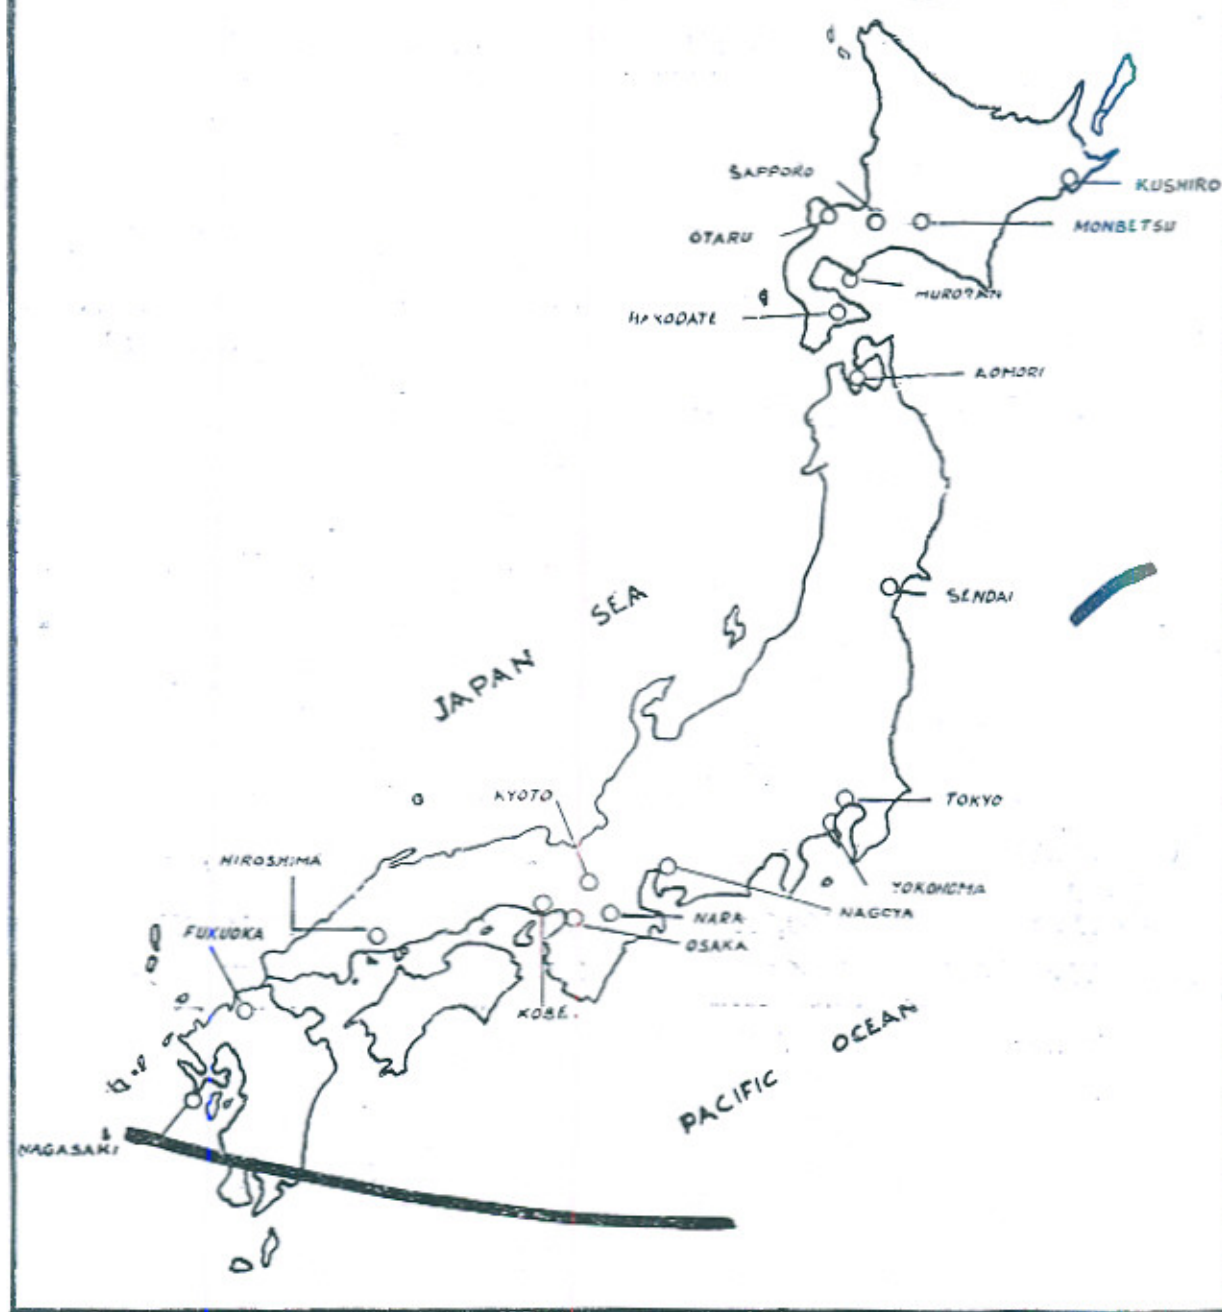 SAPPORO
KUSHIRO
MONBETSU
OTARU
MURORAN
HAKODATE
AOMORI
SENDAI
JAPAN SEA
KYOTO
TOKYO
HIROSHIMA
YOKOHOMA
NAGOYA
NARA
FUKUOKA
OSAKA
KOBE
PACIFIC OCEAN
NAGASAKI